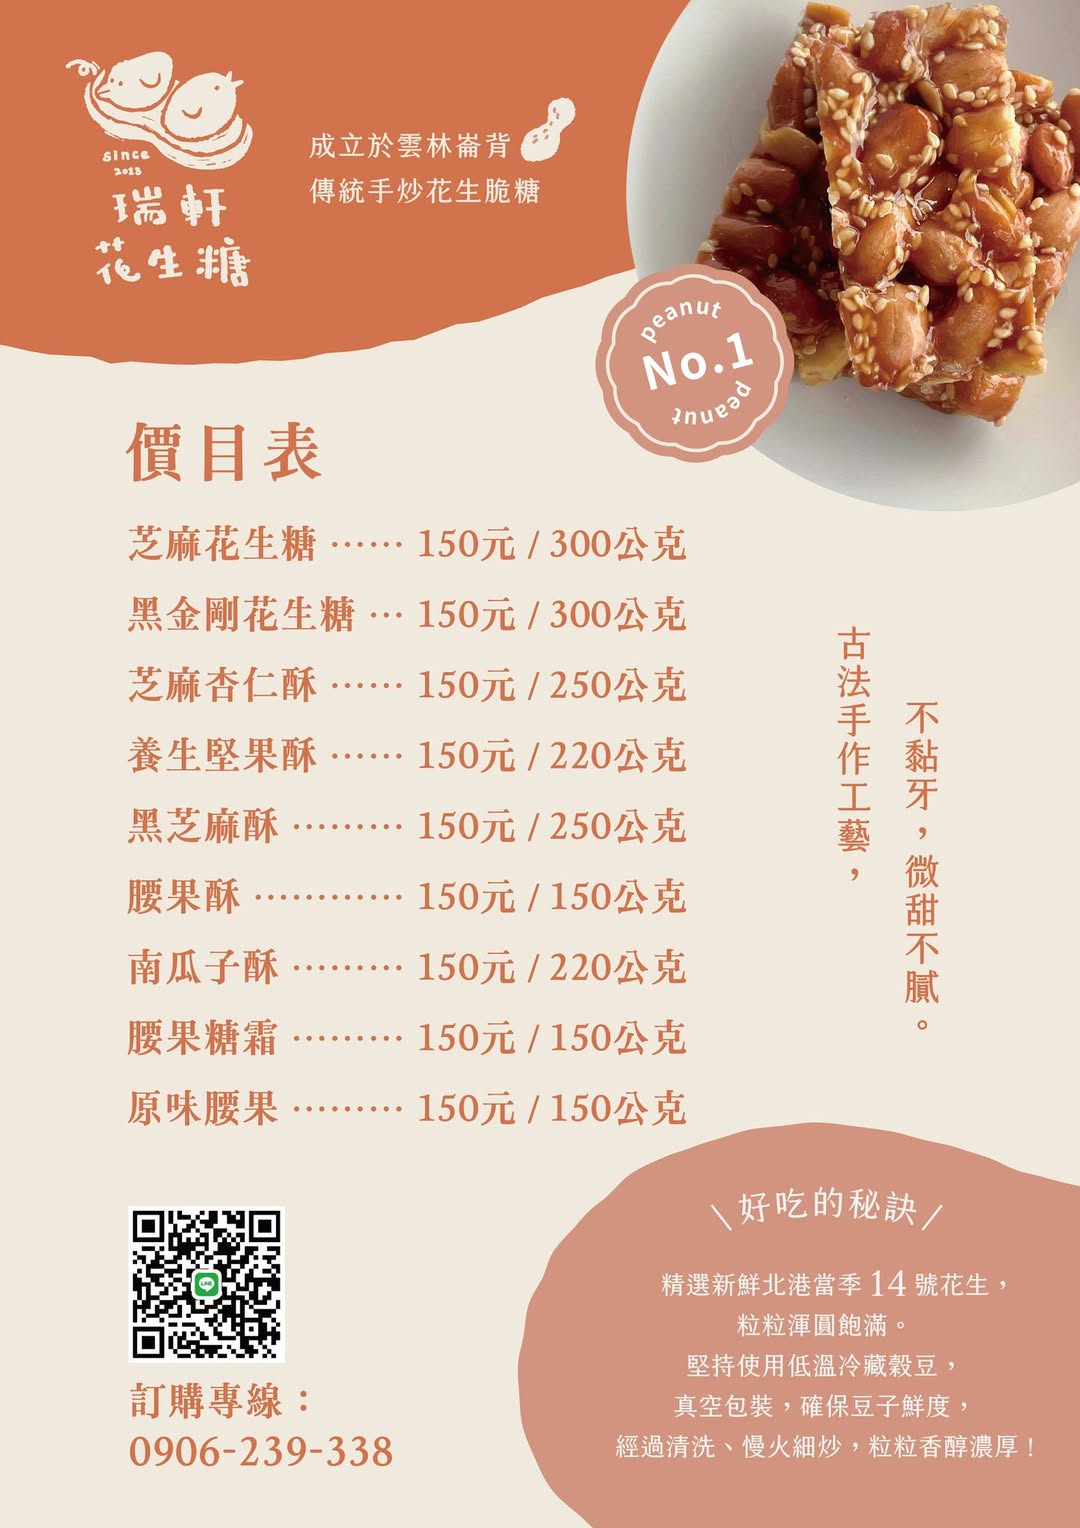 since
2013
瑞軒
花生糖
成立於雲林崙背
傳統手炒花生脆糖
peanut
No.1
peanut
價目表
芝麻花生糖 …… 150元 / 300公克
黑金剛花生糖 … 150元 / 300公克
芝麻杏仁酥 …… 150元 / 250公克
養生堅果酥 …… 150元 / 220公克
黑芝麻酥 ……… 150元 / 250公克
腰果酥 ………… 150元 / 150公克
南瓜子酥 ……… 150元 / 220公克
腰果糖霜 ……… 150元 / 150公克
原味腰果 ……… 150元 / 150公克
古法手作工藝，
不黏牙，微甜不膩。
LINE
訂購專線：
0906-239-338
\ 好吃的秘訣 /
精選新鮮北港當季 14 號花生，
粒粒渾圓飽滿。
堅持使用低溫冷藏穀豆，
真空包裝，確保豆子鮮度，
經過清洗、慢火細炒，粒粒香醇濃厚！